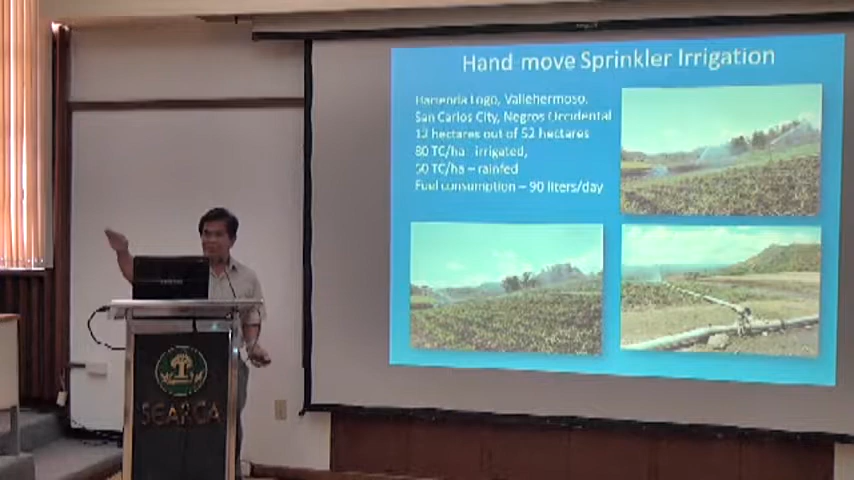 Hand move Sprinkler Irrigation
Hacienda Logo, Vallehermoso,
San Carlos City, Negros Occidental
12 hectares out of 52 hectares
80 TC/ha irrigated,
50 TC/ha – rainfed
Fuel consumption – 90 liters/day
SEARCA